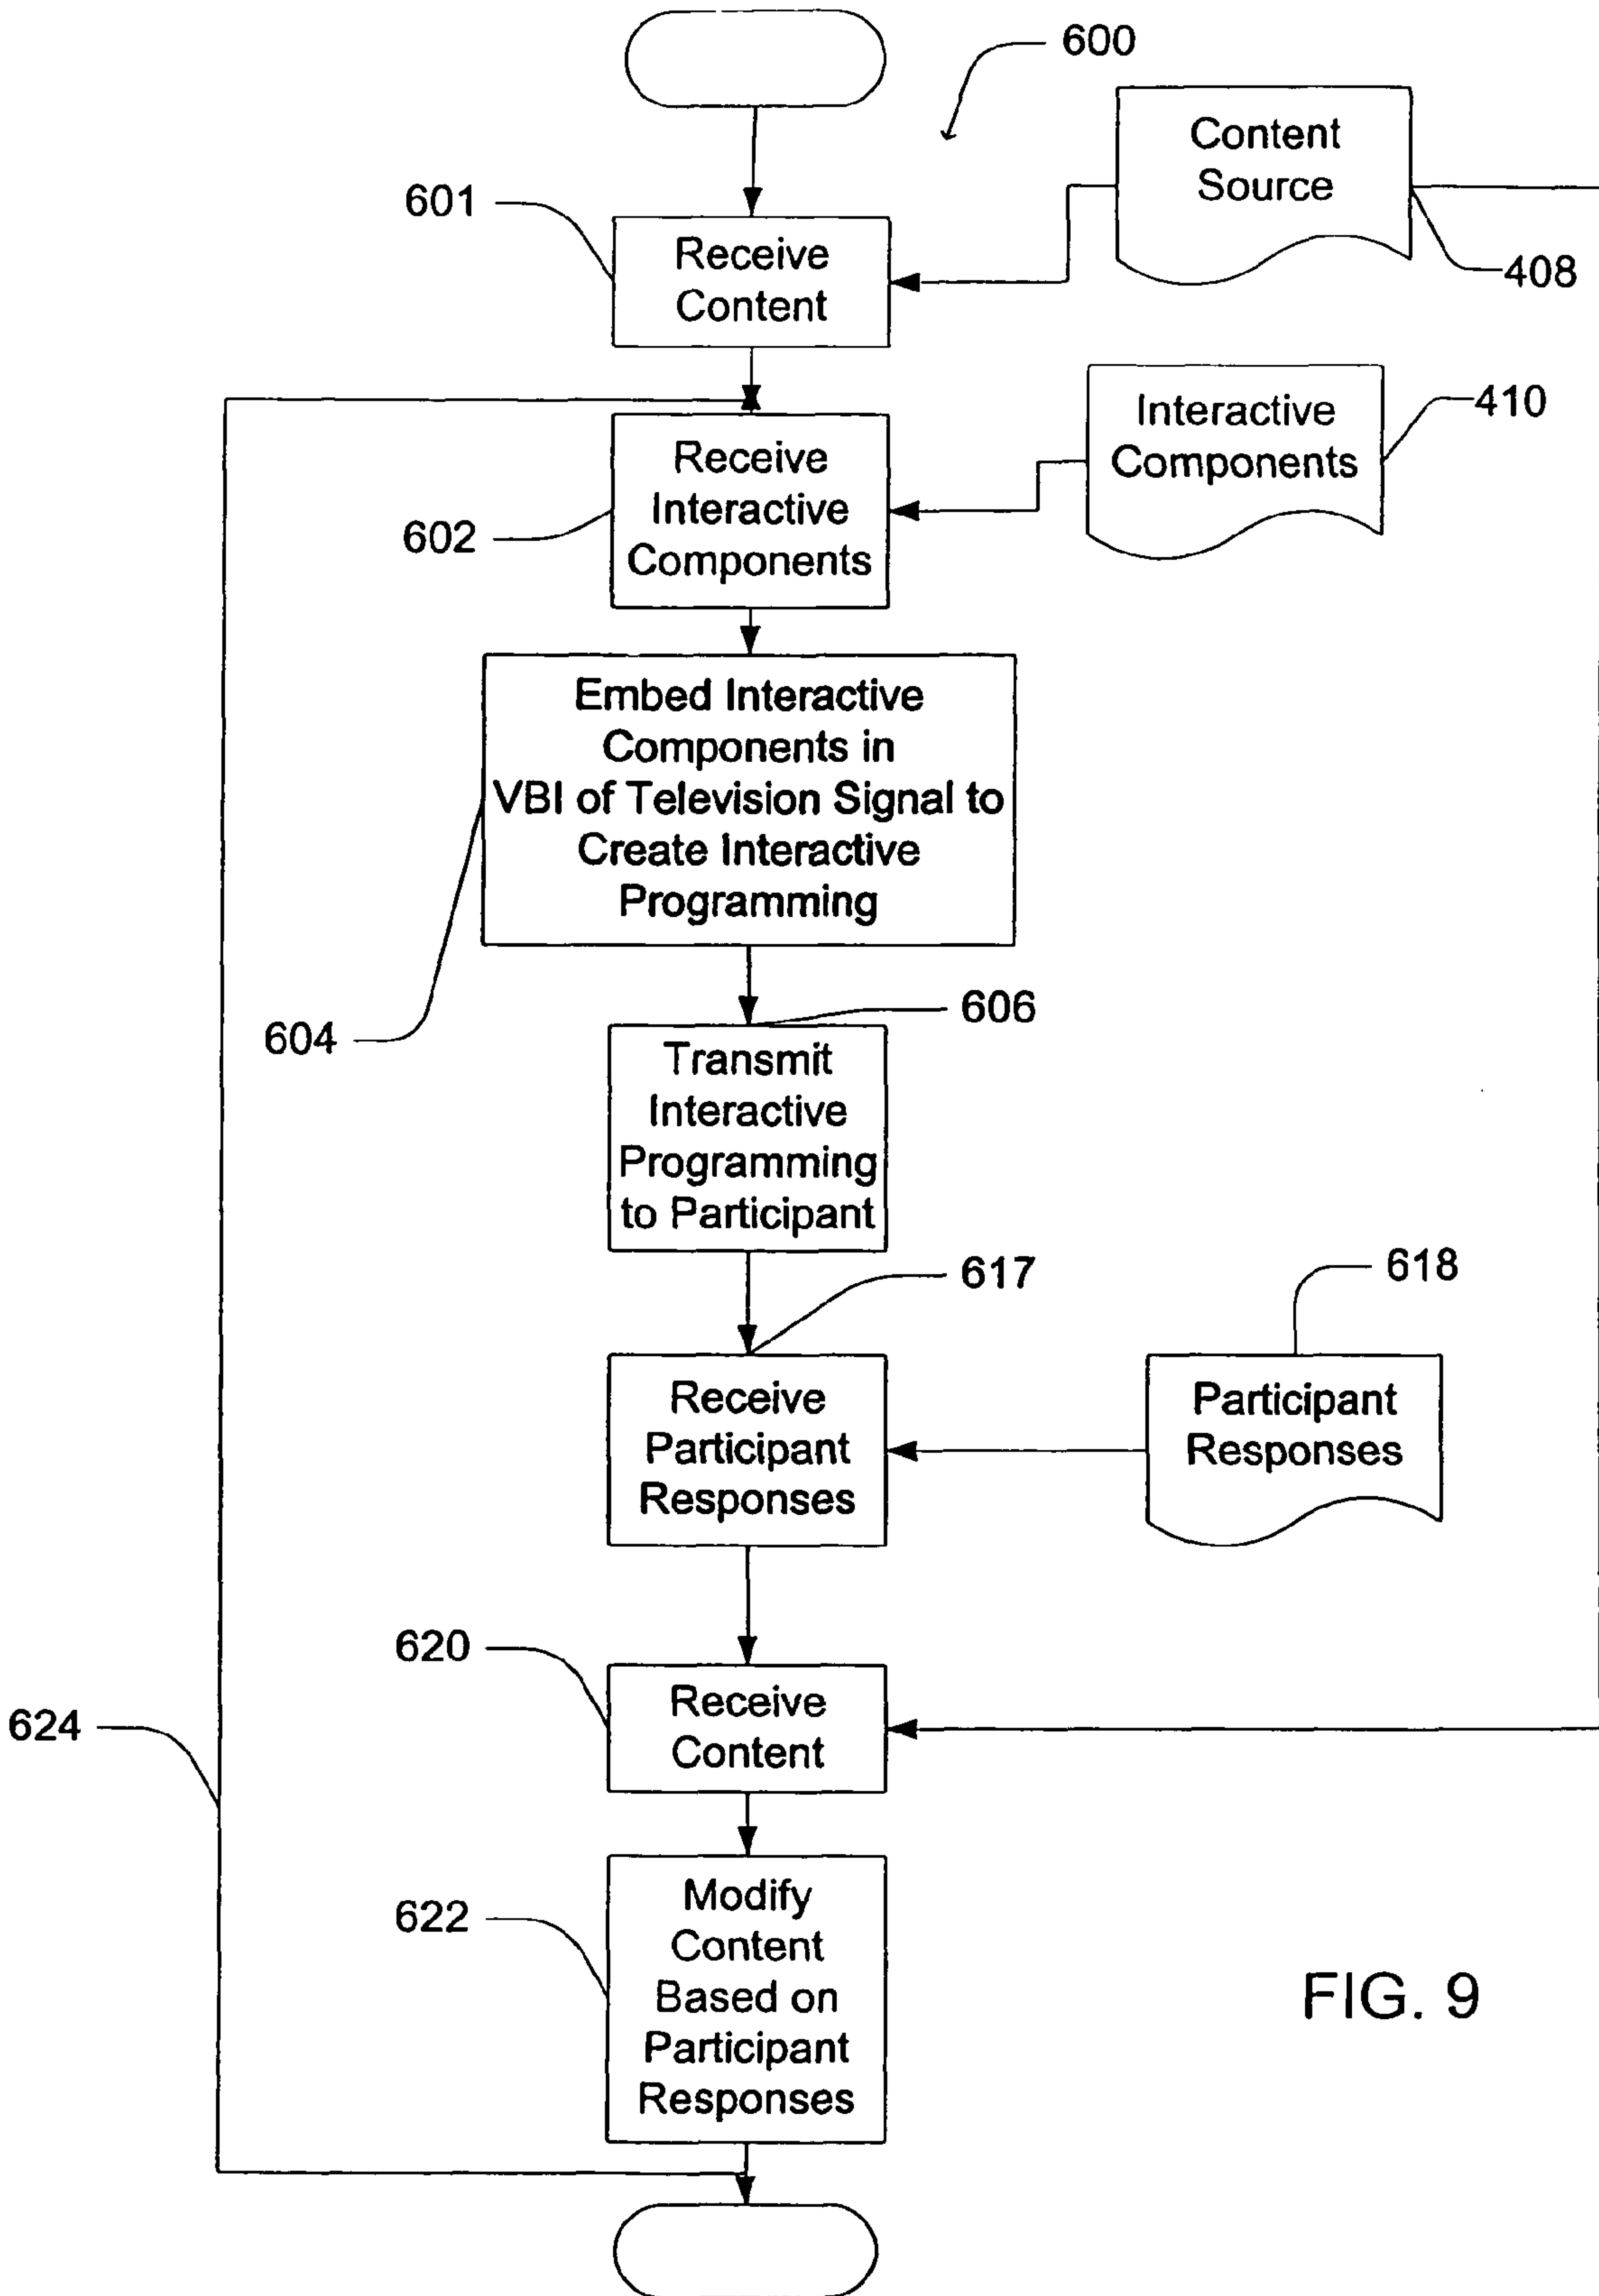 600
Content
Source
408
601
Receive
Content
Interactive
Components
410
Receive
Interactive
Components
602
Embed Interactive
Components in
VBI of Television Signal to
Create Interactive
Programming
604
606
Transmit
Interactive
Programming
to Participant
617
618
Receive
Participant
Responses
Participant
Responses
620
Receive
Content
624
622
Modify
Content
Based on
Participant
Responses
FIG. 9